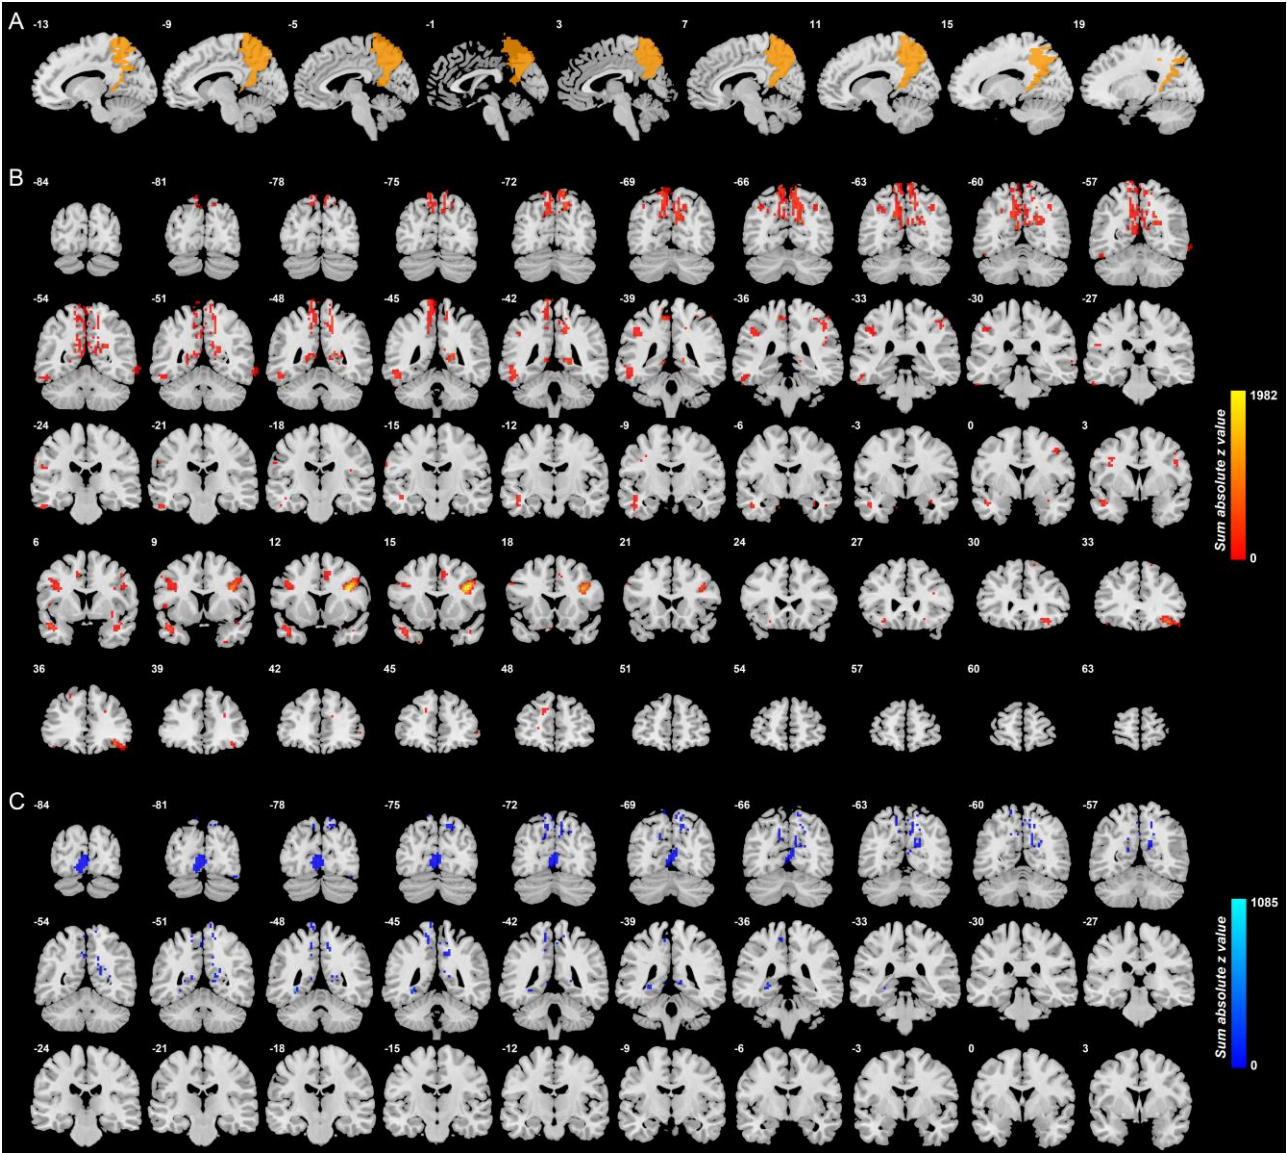 A
-13 -9 -5 -1 3 7 11 15 19
B
-84 -81 -78 -75 -72 -69 -66 -63 -60 -57
-54 -51 -48 -45 -42 -39 -36 -33 -30 -27
-24 -21 -18 -15 -12 -9 -6 -3 0 3
6 9 12 15 18 21 24 27 30 33
36 39 42 45 48 51 54 57 60 63
1982
Sum absolute z value
0
C
-84 -81 -78 -75 -72 -69 -66 -63 -60 -57
-54 -51 -48 -45 -42 -39 -36 -33 -30 -27
-24 -21 -18 -15 -12 -9 -6 -3 0 3
1085
Sum absolute z value
0